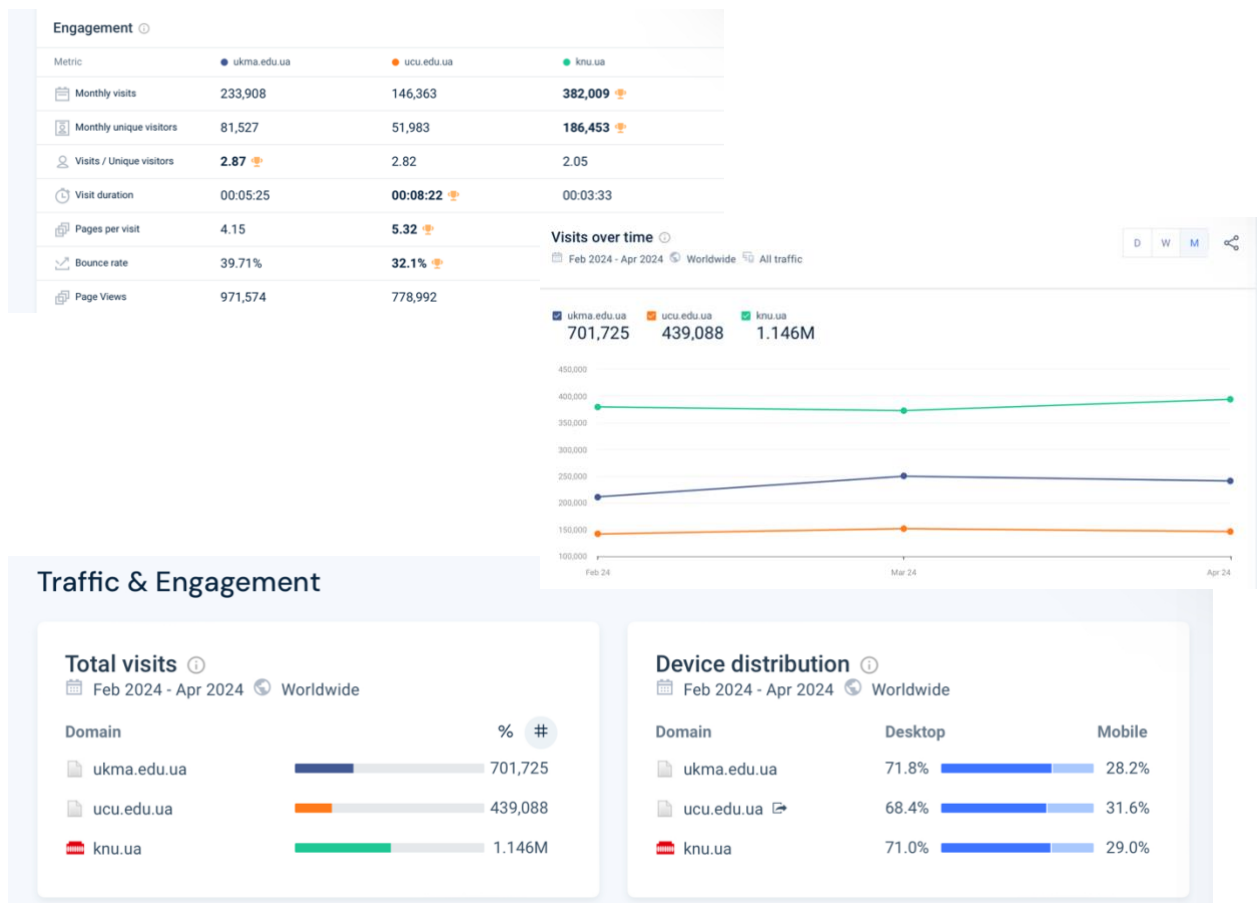 Engagement
Metric ukma.edu.ua ucu.edu.ua knu.ua
Monthly visits 233,908 146,363 382,009
Monthly unique visitors 81,527 51,983 186,453
Visits / Unique visitors 2.87 2.82 2.05
Visit duration 00:05:25 00:08:22 00:03:33
Pages per visit 4.15 5.32
Bounce rate 39.71% 32.1%
Page Views 971,574 778,992
Visits over time
D W M
Feb 2024 - Apr 2024 Worldwide All traffic
ukma.edu.ua ucu.edu.ua knu.ua
701,725 439,088 1.146M
450,000
400,000
350,000
300,000
250,000
200,000
150,000
100,000
Feb 24 Mar 24 Apr 24
Traffic & Engagement
Total visits
Feb 2024 - Apr 2024 Worldwide
Domain % #
ukma.edu.ua 701,725
ucu.edu.ua 439,088
knu.ua 1.146M
Device distribution
Feb 2024 - Apr 2024 Worldwide
Domain Desktop Mobile
ukma.edu.ua 71.8% 28.2%
ucu.edu.ua 68.4% 31.6%
knu.ua 71.0% 29.0%